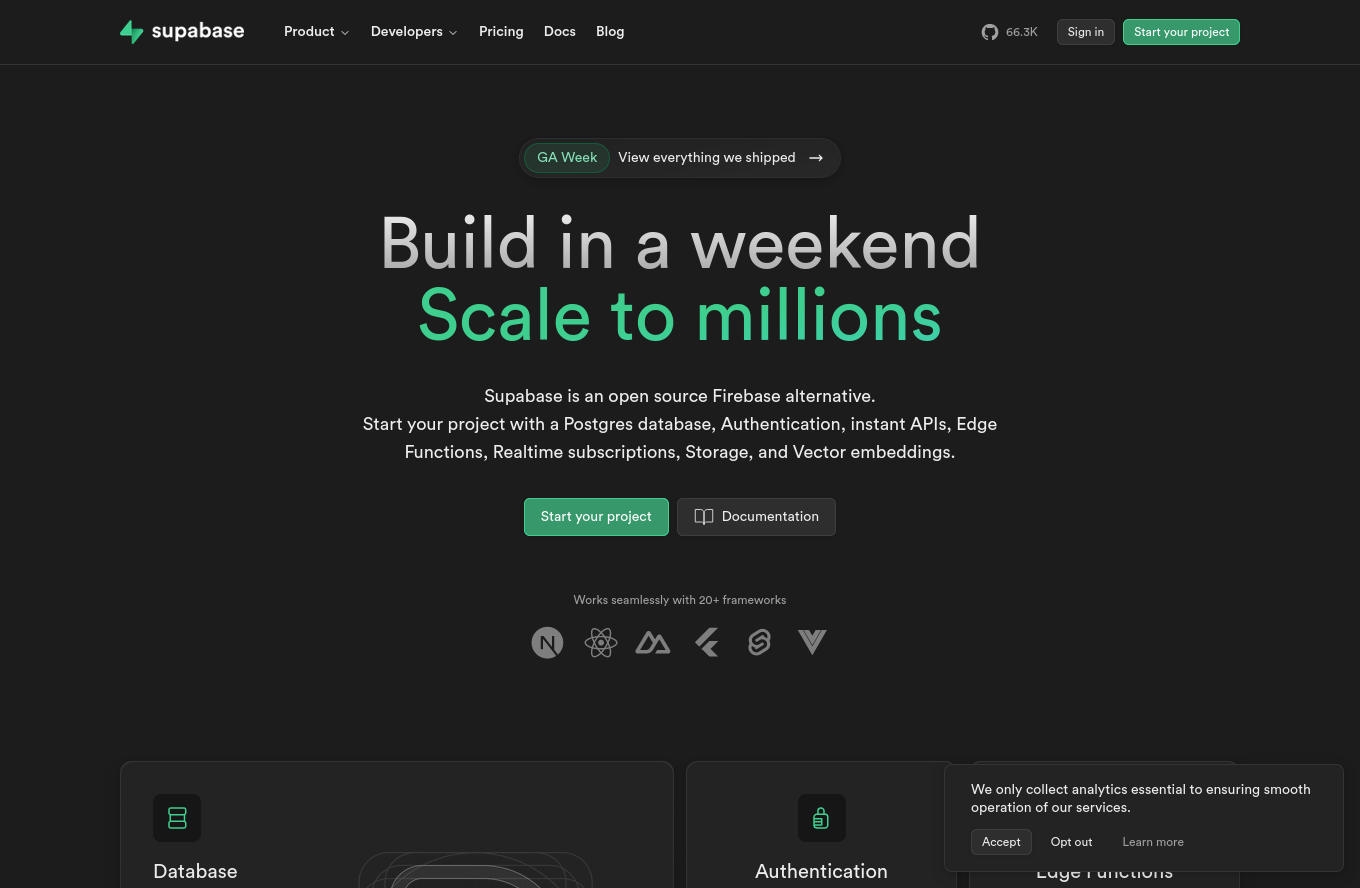 supabase
Product
Developers
Pricing
Docs
Blog
66.3K
Sign in
Start your project
GA Week
View everything we shipped →
Build in a weekend
Scale to millions
Supabase is an open source Firebase alternative.
Start your project with a Postgres database, Authentication, instant APIs, Edge
Functions, Realtime subscriptions, Storage, and Vector embeddings.
Start your project
Documentation
Works seamlessly with 20+ frameworks
Database
Authentication
Edge Functions
We only collect analytics essential to ensuring smooth
operation of our services.
Accept
Opt out
Learn more